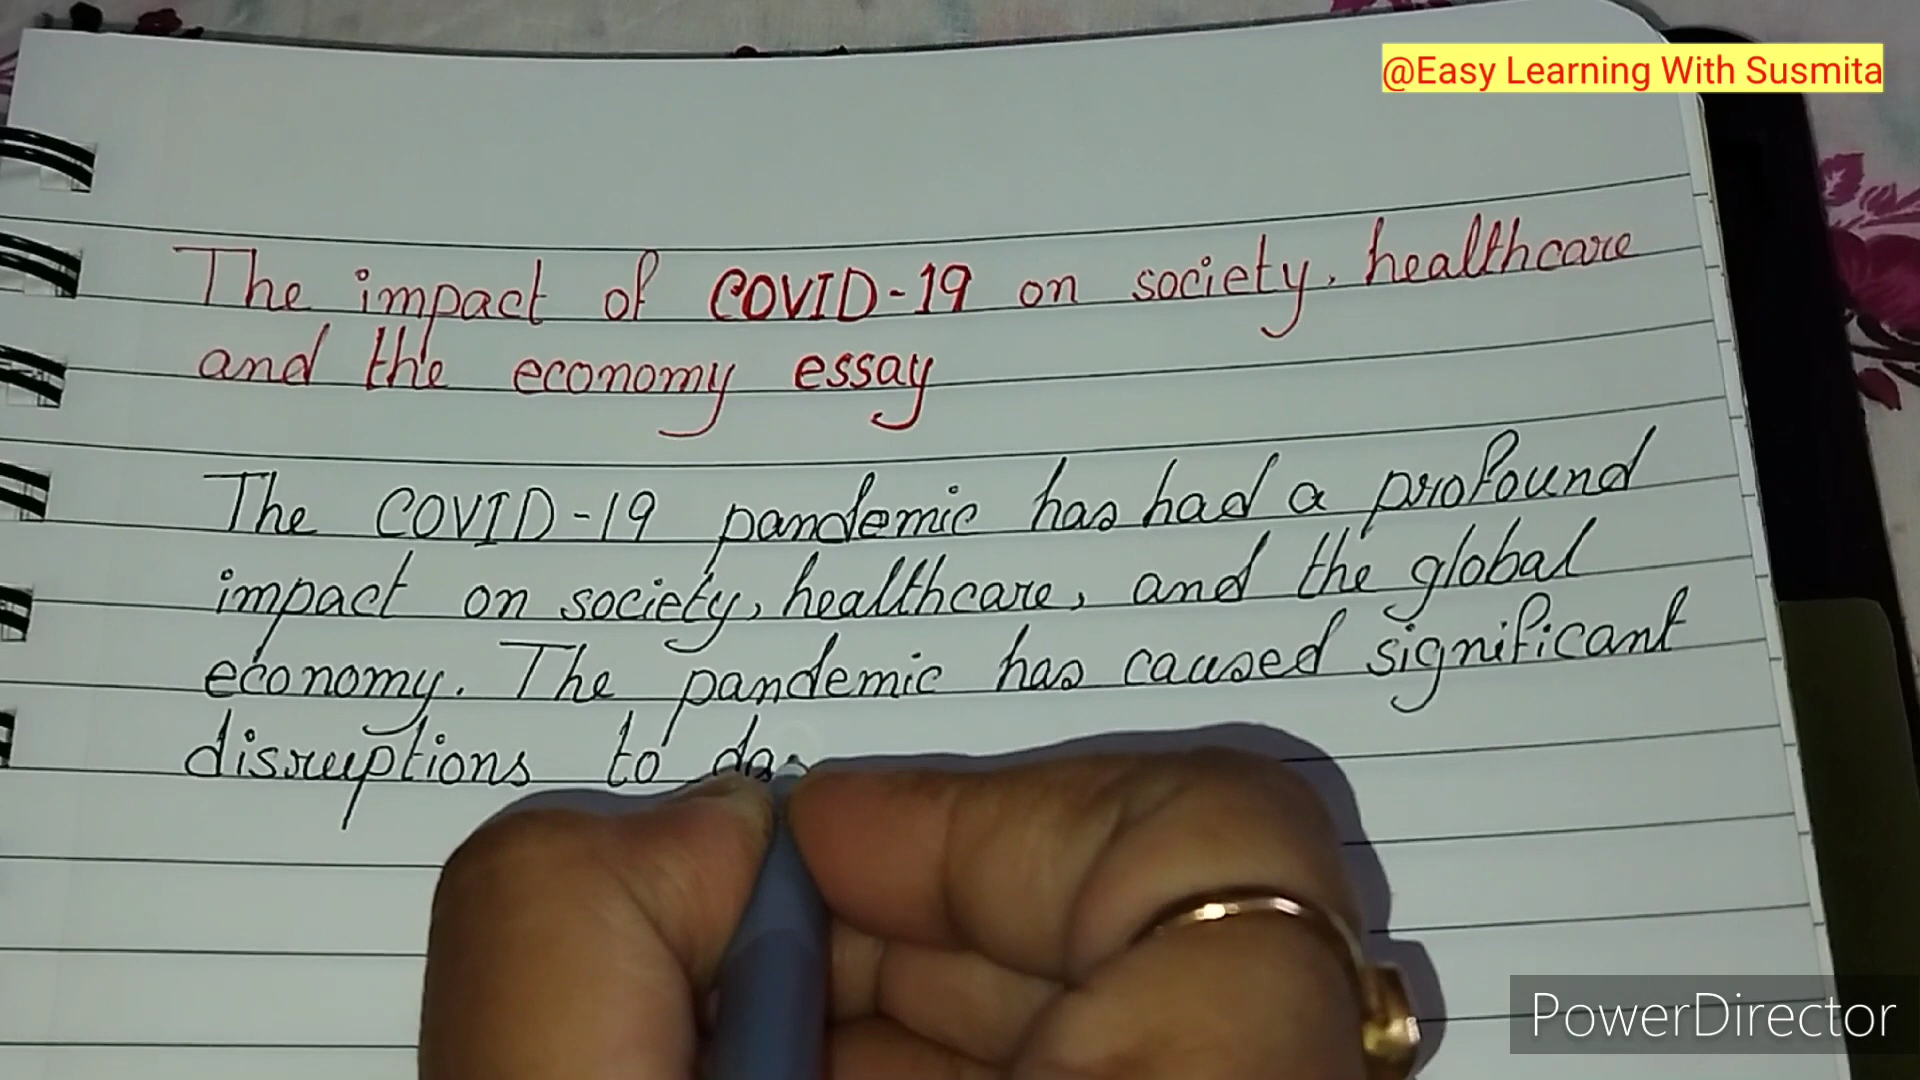 @Easy Learning With Susmita
The impact of COVID-19 on society, healthcare
and the economy essay
The COVID-19 pandemic has had a profound
impact on society, healthcare, and the global
economy. The pandemic has caused significant
disruptions to da
PowerDirector